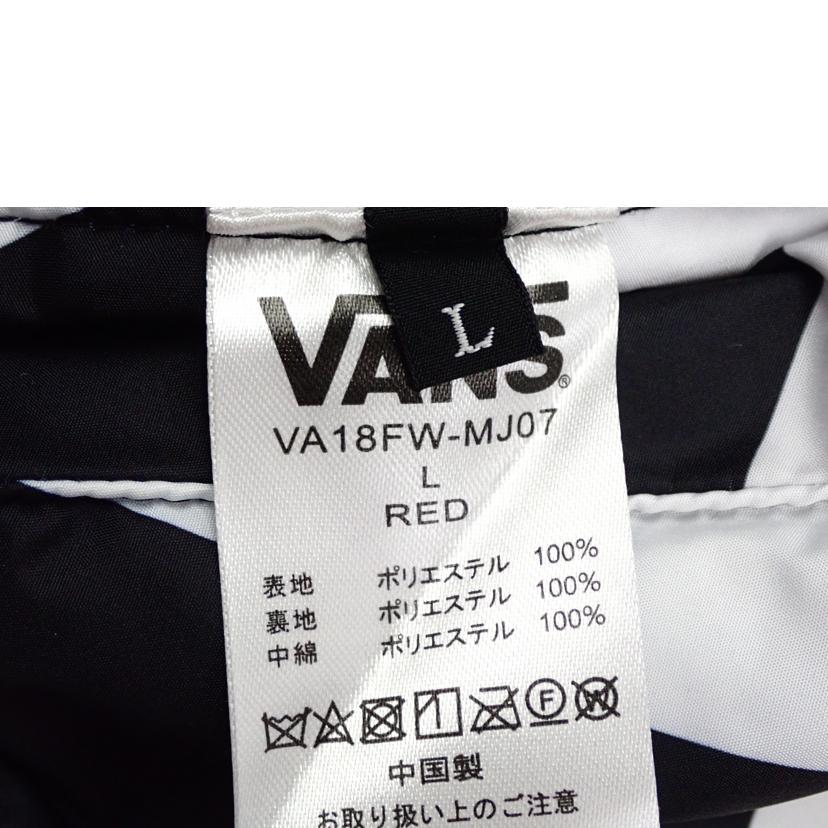 L
VANS®
VA18FW-MJ07
L
RED
表地 ポリエステル 100%
裏地 ポリエステル 100%
中綿 ポリエステル 100%
F W
中国製
お取り扱い上のご注意